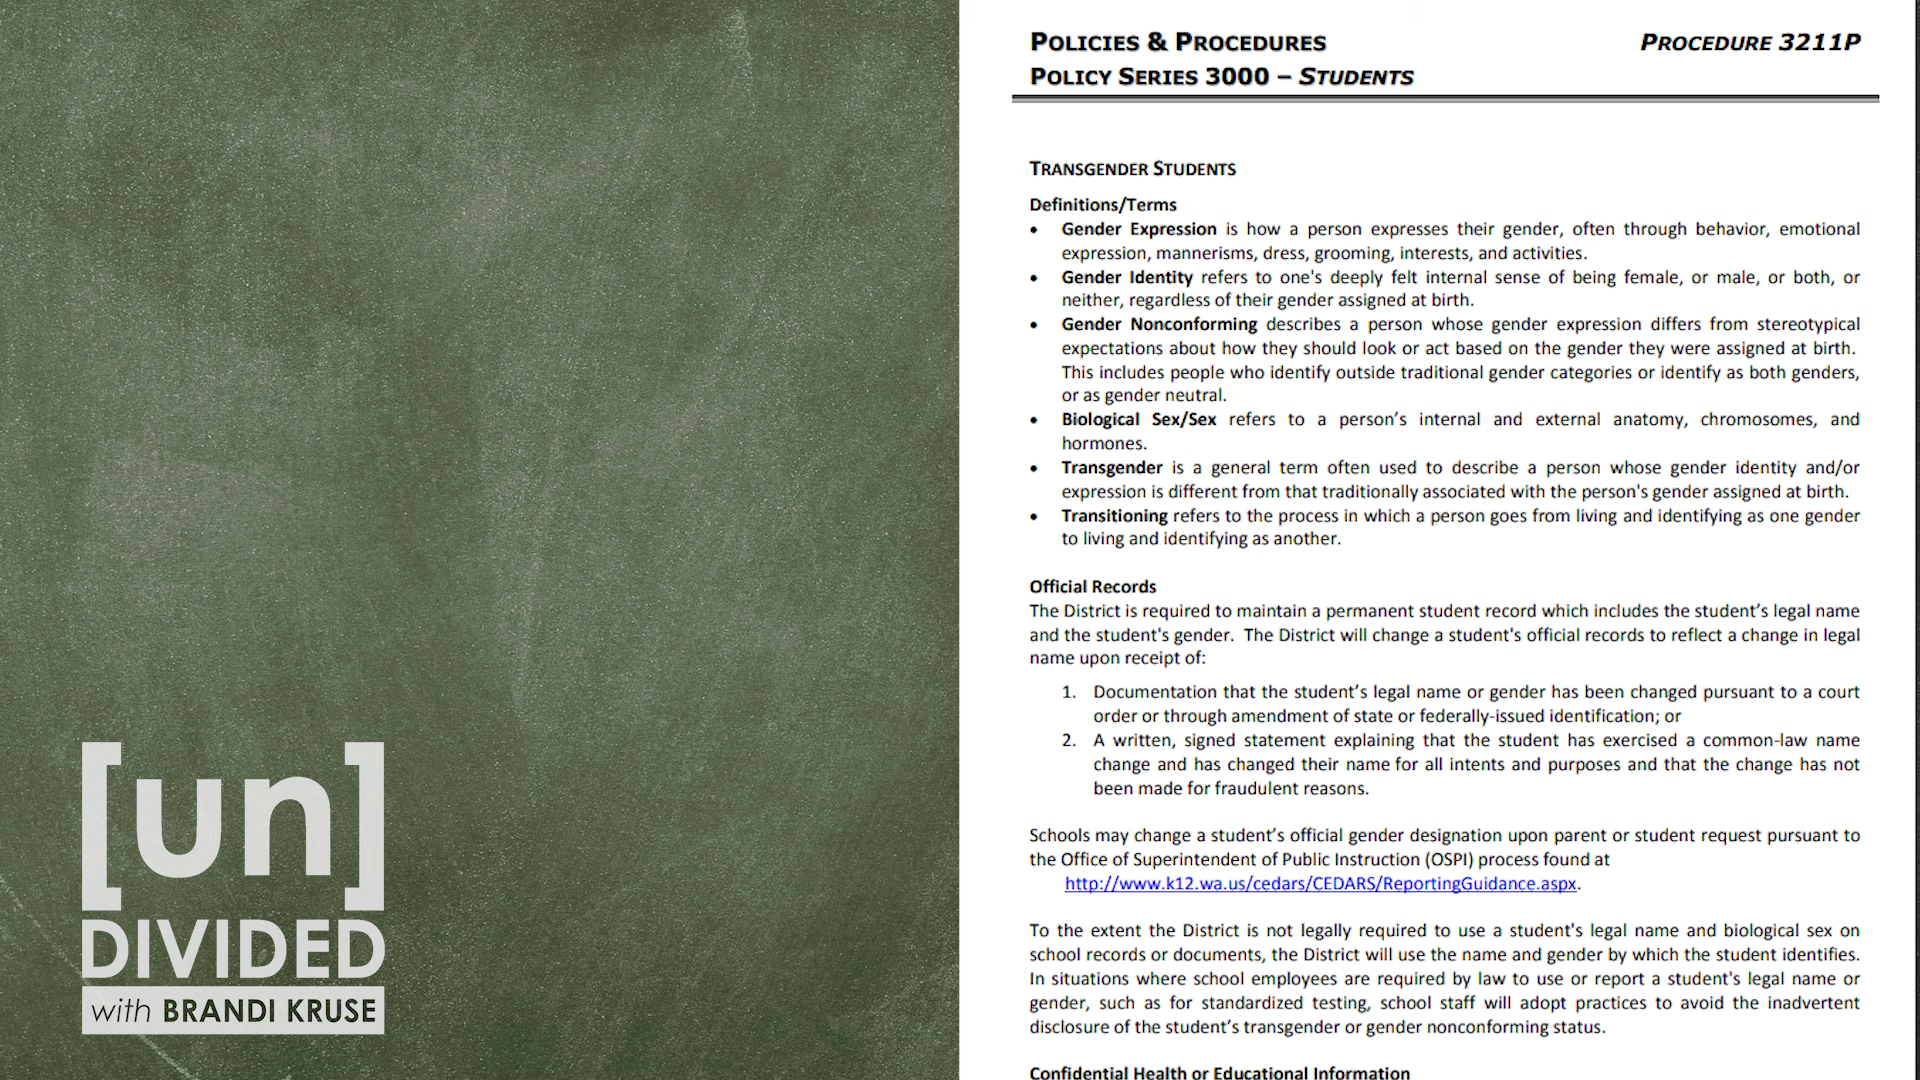 [un]
DIVIDED
with BRANDI KRUSE
POLICIES & PROCEDURES
PROCEDURE 3211P
POLICY SERIES 3000 – STUDENTS
TRANSGENDER STUDENTS
Definitions/Terms
• Gender Expression is how a person expresses their gender, often through behavior, emotional
expression, mannerisms, dress, grooming, interests, and activities.
• Gender Identity refers to one's deeply felt internal sense of being female, or male, or both, or
neither, regardless of their gender assigned at birth.
• Gender Nonconforming describes a person whose gender expression differs from stereotypical
expectations about how they should look or act based on the gender they were assigned at birth.
This includes people who identify outside traditional gender categories or identify as both genders,
or as gender neutral.
• Biological Sex/Sex refers to a person’s internal and external anatomy, chromosomes, and
hormones.
• Transgender is a general term often used to describe a person whose gender identity and/or
expression is different from that traditionally associated with the person's gender assigned at birth.
• Transitioning refers to the process in which a person goes from living and identifying as one gender
to living and identifying as another.
Official Records
The District is required to maintain a permanent student record which includes the student’s legal name
and the student's gender. The District will change a student's official records to reflect a change in legal
name upon receipt of:
1. Documentation that the student’s legal name or gender has been changed pursuant to a court
order or through amendment of state or federally-issued identification; or
2. A written, signed statement explaining that the student has exercised a common-law name
change and has changed their name for all intents and purposes and that the change has not
been made for fraudulent reasons.
Schools may change a student’s official gender designation upon parent or student request pursuant to
the Office of Superintendent of Public Instruction (OSPI) process found at
http://www.k12.wa.us/cedars/CEDARS/ReportingGuidance.aspx.
To the extent the District is not legally required to use a student's legal name and biological sex on
school records or documents, the District will use the name and gender by which the student identifies.
In situations where school employees are required by law to use or report a student's legal name or
gender, such as for standardized testing, school staff will adopt practices to avoid the inadvertent
disclosure of the student’s transgender or gender nonconforming status.
Confidential Health or Educational Information